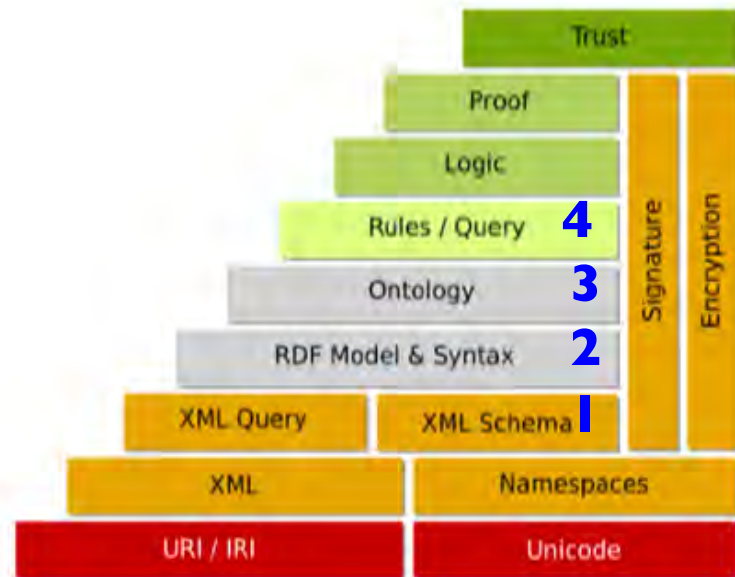 Trust
Proof
Logic
Rules / Query 4
Ontology 3
RDF Model & Syntax 2
Signature
Encryption
XML Query
XML Schema 1
XML
Namespaces
URI / IRI
Unicode